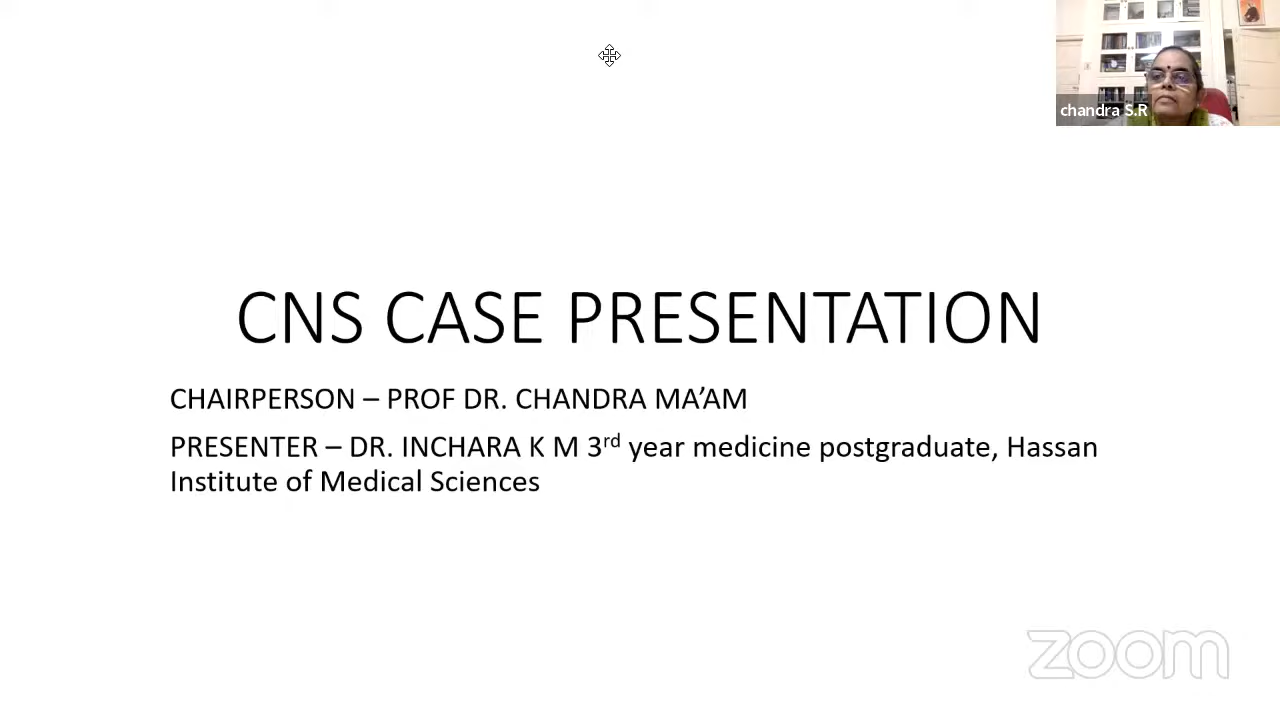 chandra S.R
CNS CASE PRESENTATION
CHAIRPERSON – PROF DR. CHANDRA MA’AM
PRESENTER – DR. INCHARA K M 3rd year medicine postgraduate, Hassan
Institute of Medical Sciences
zoom